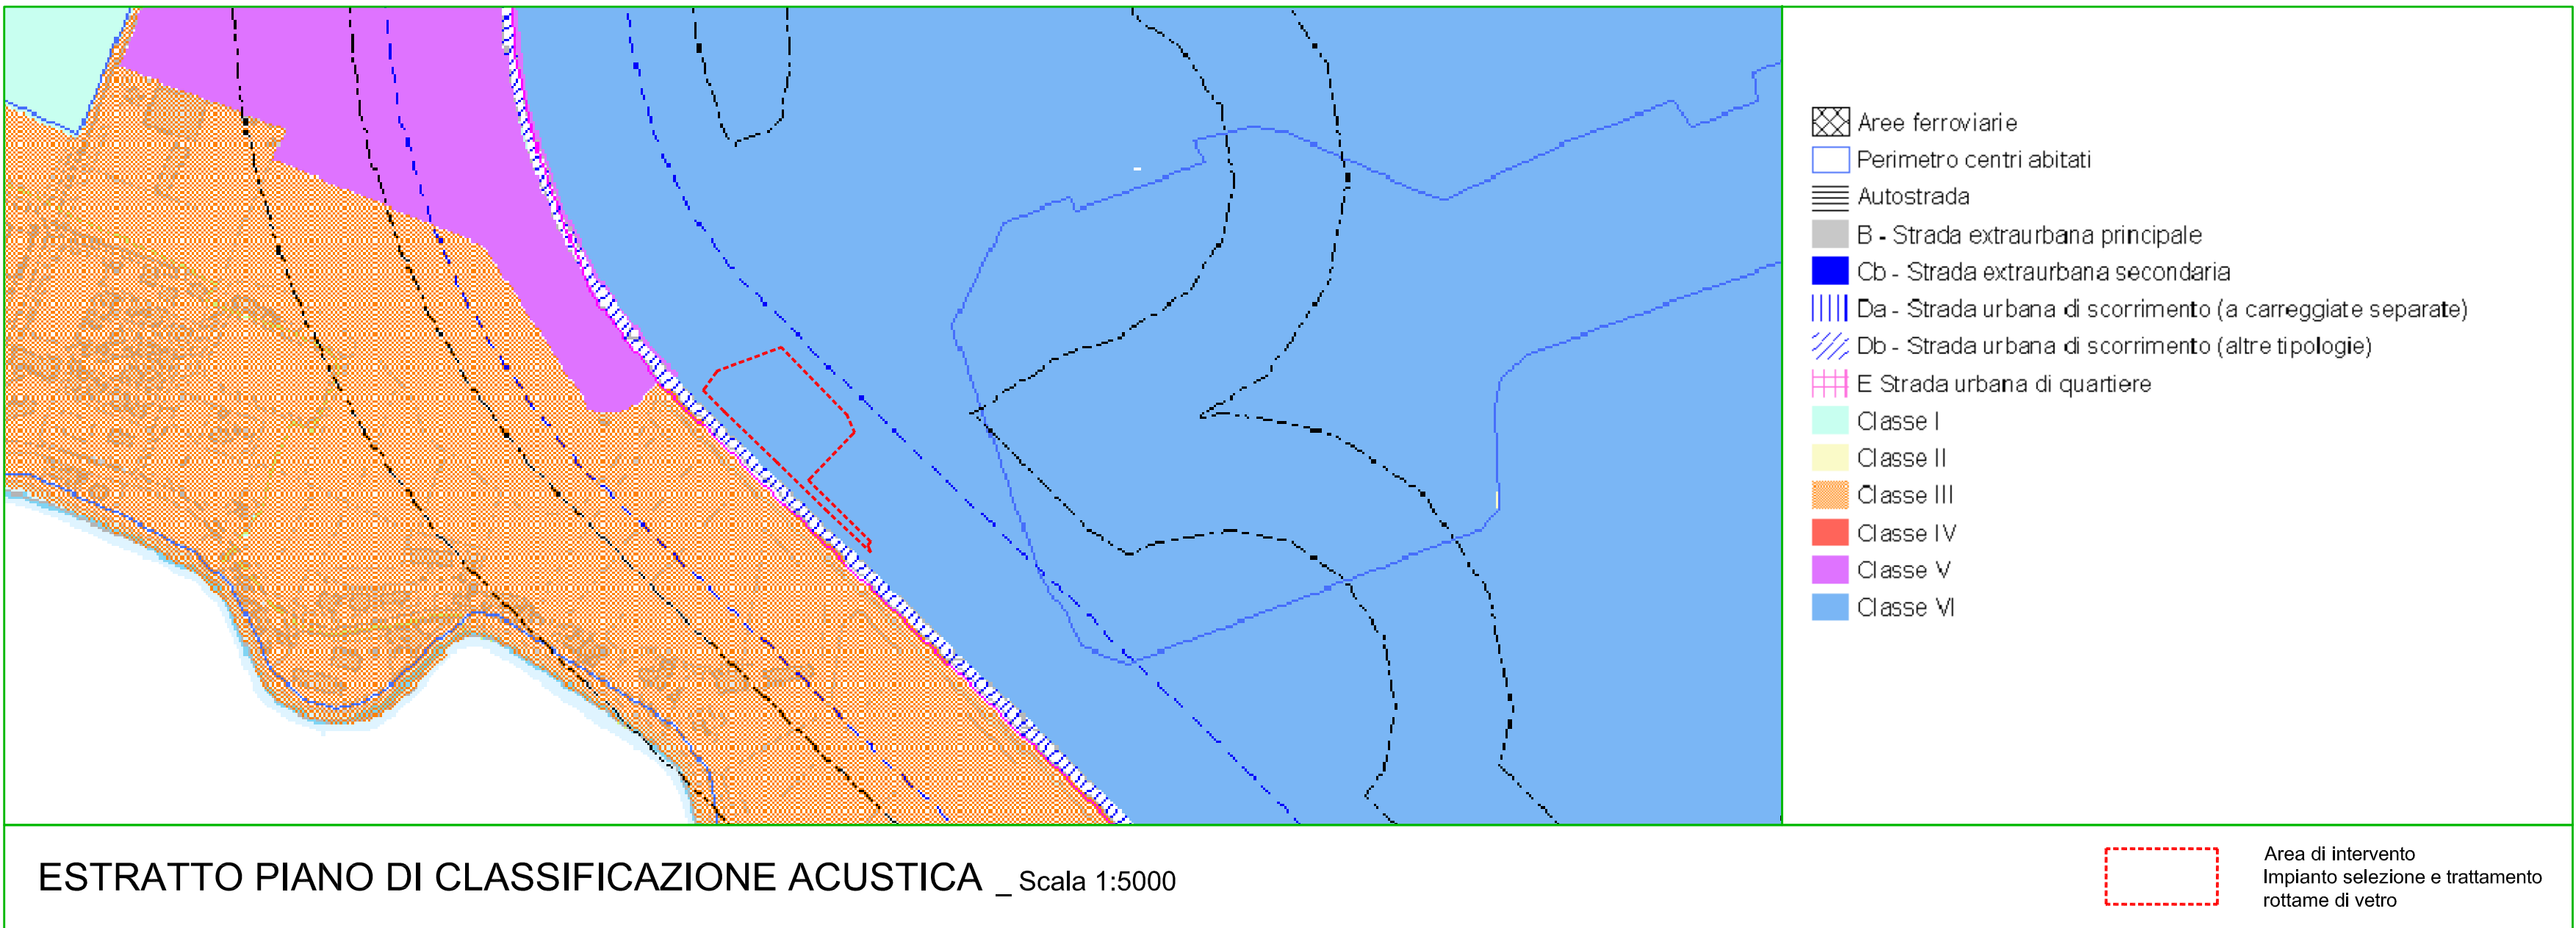 Aree ferroviarie
Perimetro centri abitati
Autostrada
B - Strada extraurbana principale
Cb - Strada extraurbana secondaria
Da - Strada urbana di scorrimento (a carreggiate separate)
Db - Strada urbana di scorrimento (altre tipologie)
E Strada urbana di quartiere
Classe I
Classe II
Classe III
Classe IV
Classe V
Classe VI
ESTRATTO PIANO DI CLASSIFICAZIONE ACUSTICA _ Scala 1:5000
Area di intervento
Impianto selezione e trattamento
rottame di vetro